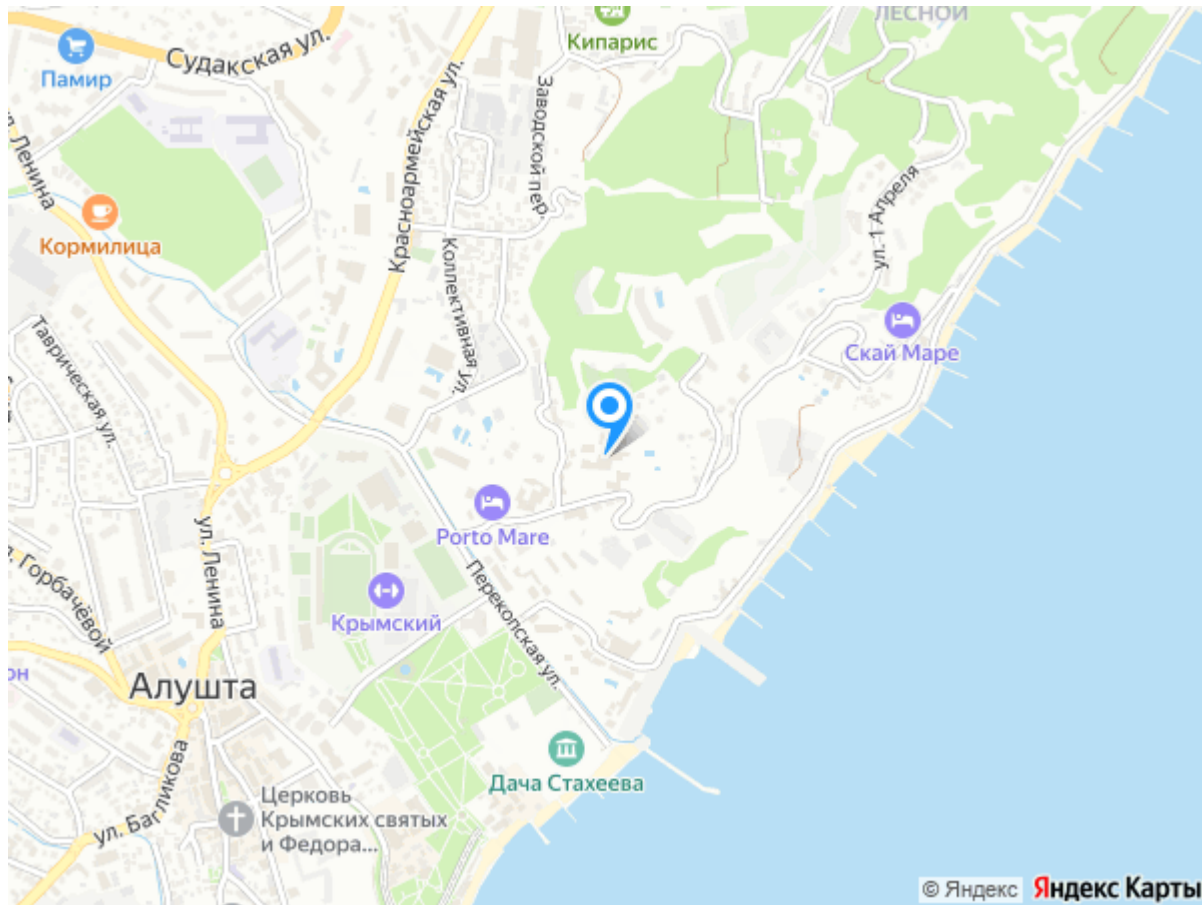 ЛЕСНОЙ
Кипарис
Судакская ул.
Памир
Красноармейская ул.
Заводской пер.
ул. Ленина
ул. 1 Апреля
Кормилица
Коллективная ул.
Скай Маре
Таврическая ул.
Porto Mare
ул. Ленина
Горбачёвой
Крымский
Перекопская ул.
он
Алушта
Дача Стахеева
ул. Багликова
Церковь
Крымских святых
и Федора...
© Яндекс Яндекс Карты